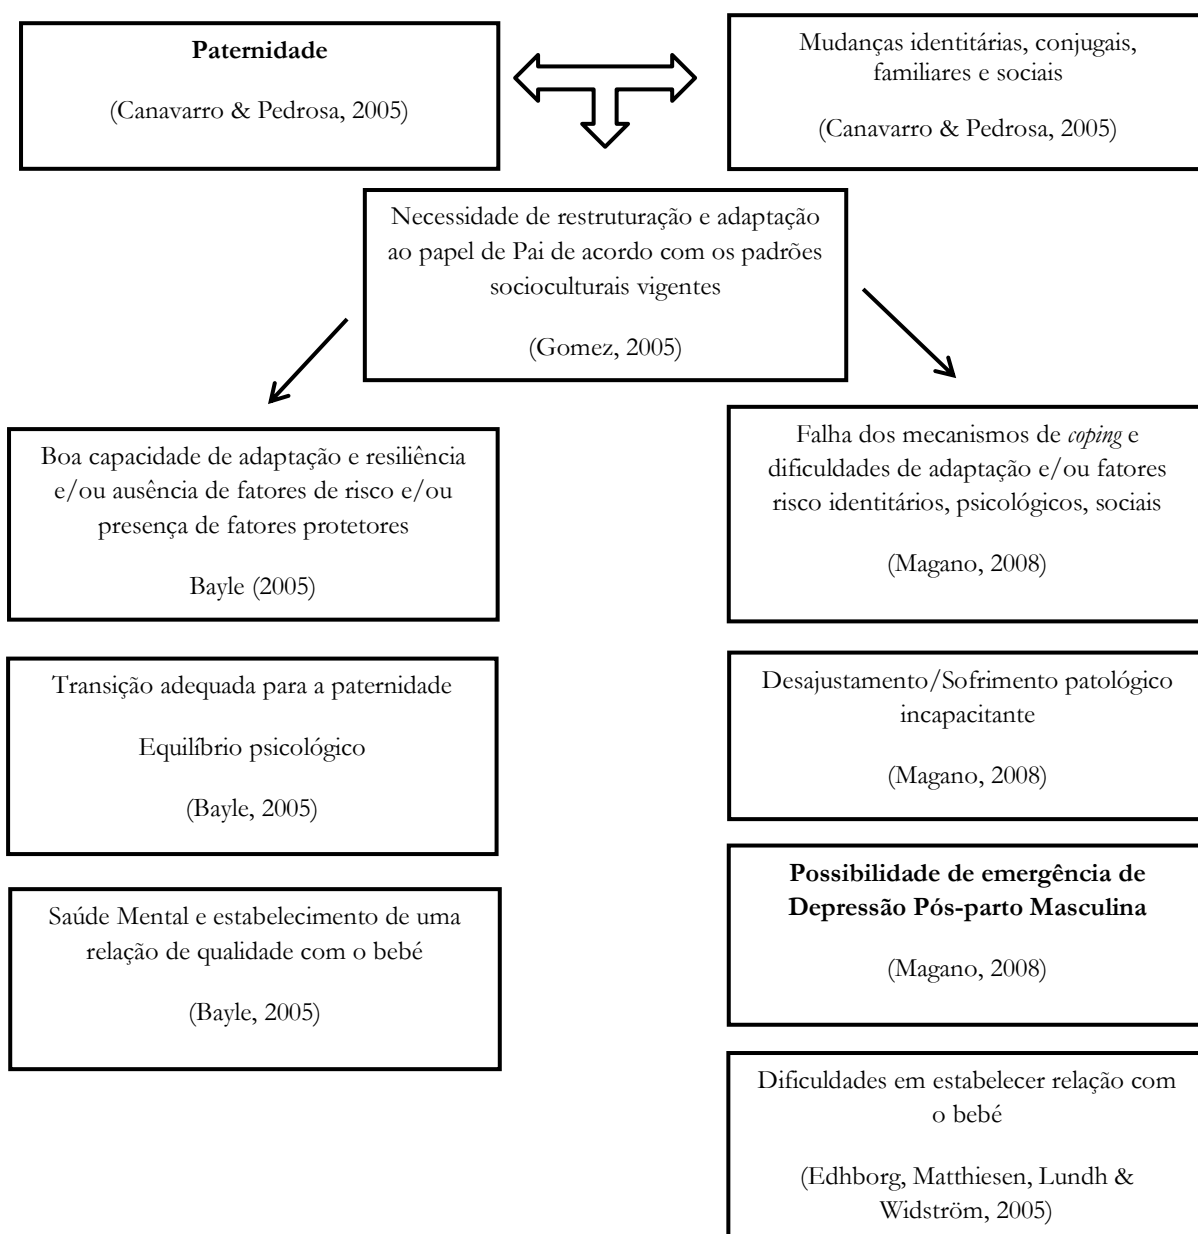 Paternidade
(Canavarro & Pedrosa, 2005)
Mudanças identitárias, conjugais,
familiares e sociais
(Canavarro & Pedrosa, 2005)
Necessidade de restruturação e adaptação
ao papel de Pai de acordo com os padrões
socioculturais vigentes
(Gomez, 2005)
Boa capacidade de adaptação e resiliência
e/ou ausência de fatores de risco e/ou
presença de fatores protetores
Bayle (2005)
Falha dos mecanismos de coping e
dificuldades de adaptação e/ou fatores
risco identitários, psicológicos, sociais
(Magano, 2008)
Transição adequada para a paternidade
Equilíbrio psicológico
(Bayle, 2005)
Desajustamento/Sofrimento patológico
incapacitante
(Magano, 2008)
Saúde Mental e estabelecimento de uma
relação de qualidade com o bebé
(Bayle, 2005)
Possibilidade de emergência de
Depressão Pós-parto Masculina
(Magano, 2008)
Dificuldades em estabelecer relação com
o bebé
(Edhborg, Matthiesen, Lundh &
Widström, 2005)